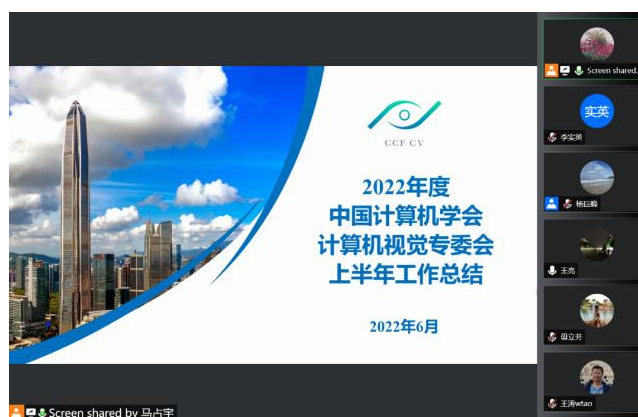 CCF CV
2022年度
中国计算机学会
计算机视觉专委会
上半年工作总结
2022年6月
Screen shared by 马占宇
Screen shared.
实英
李实英
杨巨峰
王亮
毋立芳
王涛wtao